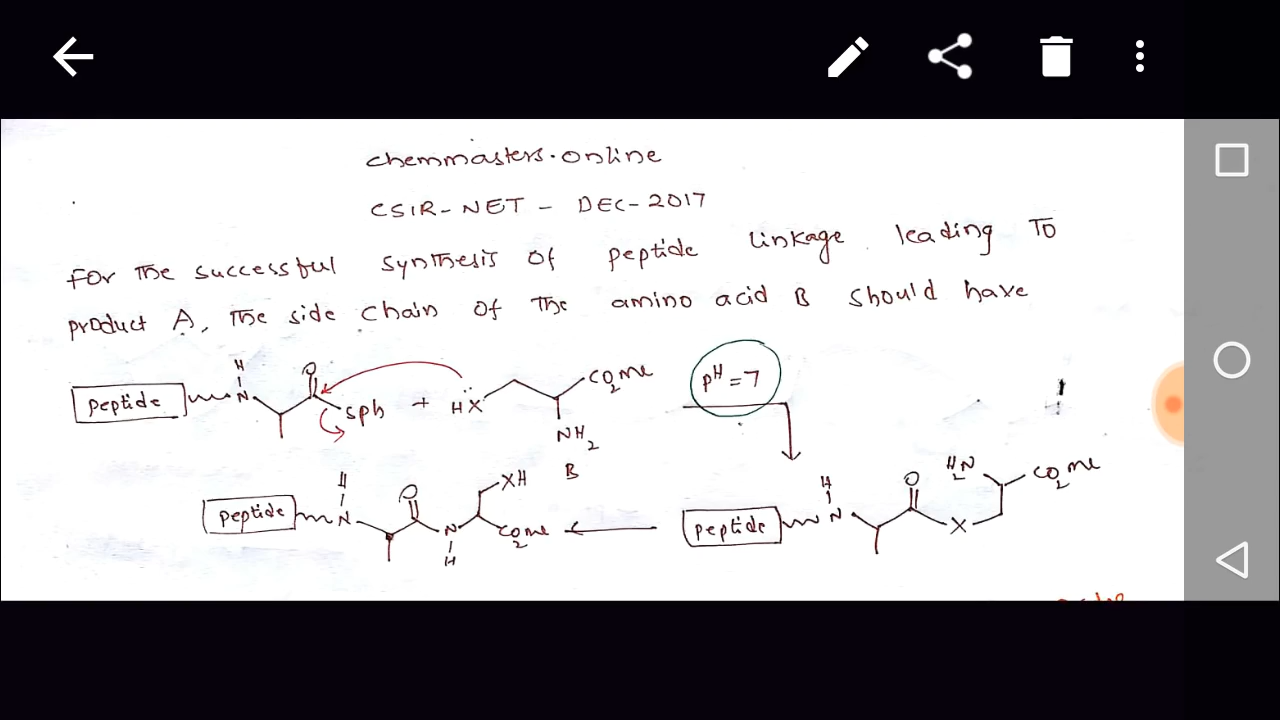 chemmasters.online
CSIR-NET - DEC-2017
For The successful synthesis of peptide linkage leading To
product A, The side chain of The amino acid B should have
H
O
peptide N sph + HX CO2me pH=7
NH2
B
H O XH H2N CO2me
peptide N N CO2me H O
H peptide N X